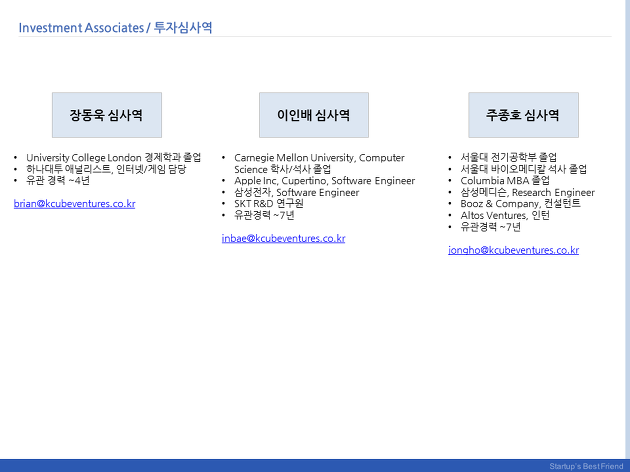 Investment Associates / 투자심사역
장동욱 심사역
• University College London 경제학과 졸업
• 하나대투 애널리스트, 인터넷/게임 담당
• 유관 경력 ~4년
brian@kcubeventures.co.kr
이인배 심사역
• Carnegie Mellon University, Computer
Science 학사/석사 졸업
• Apple Inc, Cupertino, Software Engineer
• 삼성전자, Software Engineer
• SKT R&D 연구원
• 유관경력 ~7년
inbae@kcubeventures.co.kr
주종호 심사역
• 서울대 전기공학부 졸업
• 서울대 바이오메디칼 석사 졸업
• Columbia MBA 졸업
• 삼성메디슨, Research Engineer
• Booz & Company, 컨설턴트
• Altos Ventures, 인턴
• 유관경력 ~7년
jongho@kcubeventures.co.kr
Startup's Best Friend